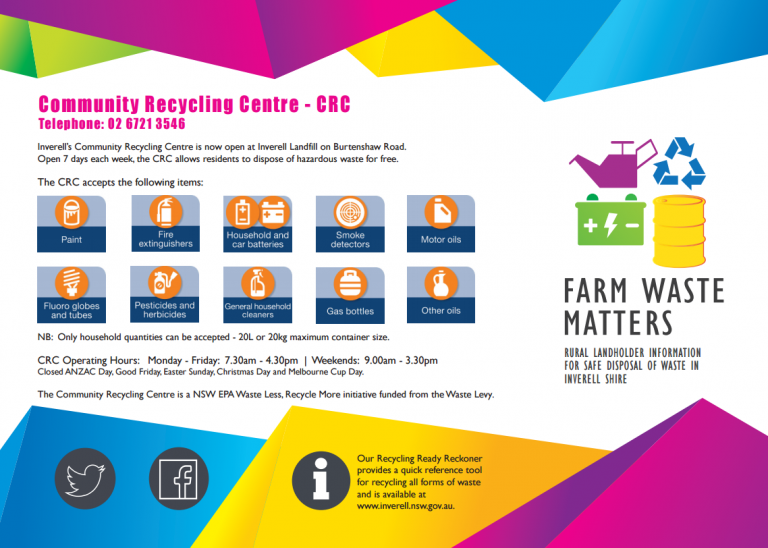 Community Recycling Centre - CRC
Telephone: 02 6721 3546
Inverell's Community Recycling Centre is now open at Inverell Landfill on Burtenshaw Road.
Open 7 days each week, the CRC allows residents to dispose of hazardous waste for free.
The CRC accepts the following items:
Paint
Fire
extinguishers
Household and
car batteries
Smoke
detectors
Motor oils
Fluoro globes
and tubes
Pesticides and
herbicides
General household
cleaners
Gas bottles
Other oils
NB: Only household quantities can be accepted - 20L or 20kg maximum container size.
CRC Operating Hours: Monday - Friday: 7.30am - 4.30pm | Weekends: 9.00am - 3.30pm
Closed ANZAC Day, Good Friday, Easter Sunday, Christmas Day and Melbourne Cup Day.
The Community Recycling Centre is a NSW EPA Waste Less, Recycle More initiative funded from the Waste Levy.
Our Recycling Ready Reckoner
provides a quick reference tool
for recycling all forms of waste
and is available at
www.inverell.nsw.gov.au.
FARM WASTE
MATTERS
RURAL LANDHOLDER INFORMATION
FOR SAFE DISPOSAL OF WASTE IN
INVERELL SHIRE